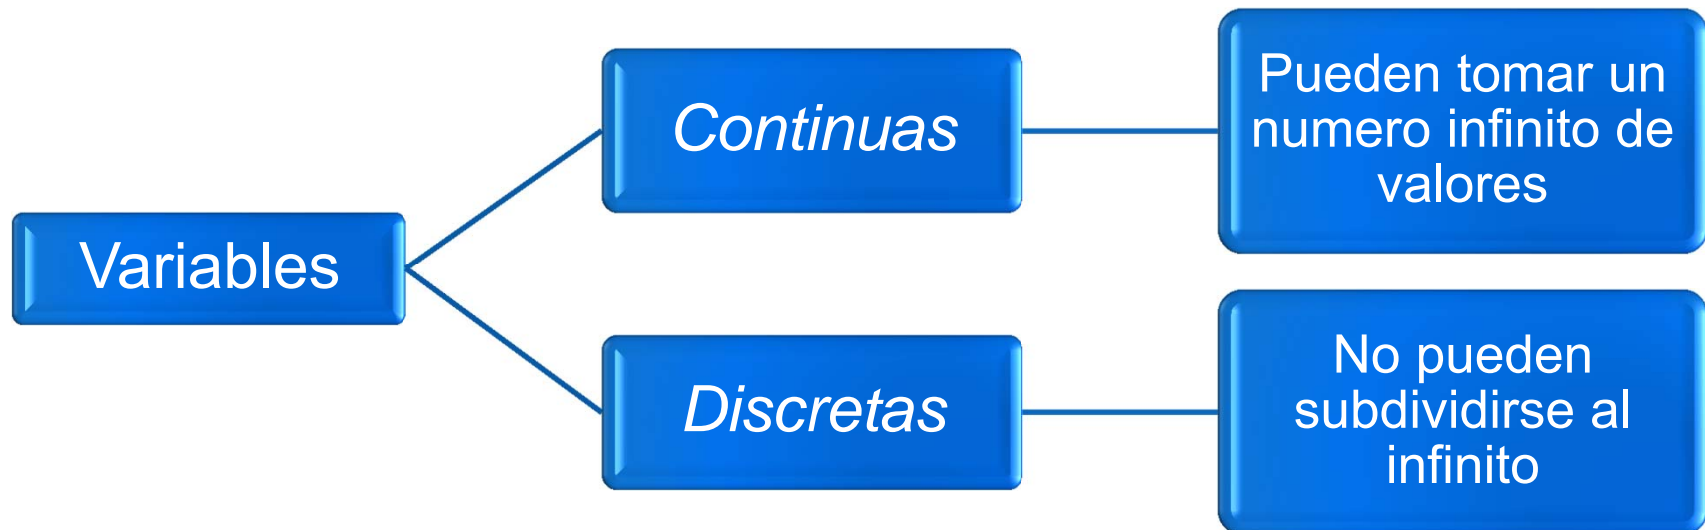 Variables
Continuas
Pueden tomar un
numero infinito de
valores
Discretas
No pueden
subdividirse al
infinito